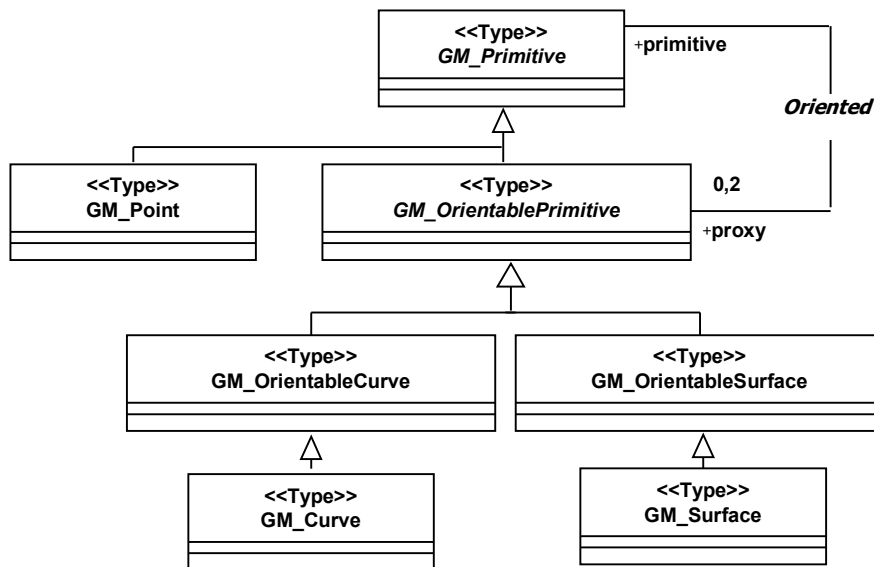 <<Type>>
GM_Primitive
+primitive
Oriented
<<Type>>
GM_Point
<<Type>>
GM_OrientablePrimitive
0,2
+proxy
<<Type>>
GM_OrientableCurve
<<Type>>
GM_OrientableSurface
<<Type>>
GM_Curve
<<Type>>
GM_Surface